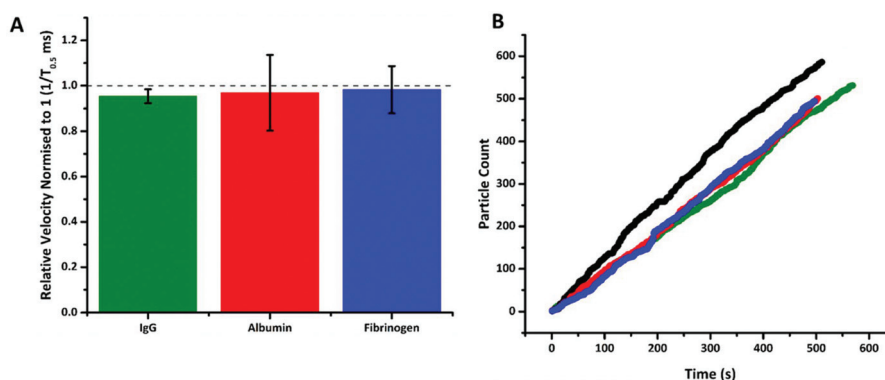 A
Relative Velocity Normised to 1 (1/T0.5 ms)
1.2
1.0
0.8
0.6
0.4
0.2
0.0
IgG Albumin Fibrinogen
B
Particle Count
600
500
400
300
200
100
0
0 100 200 300 400 500 600
Time (s)